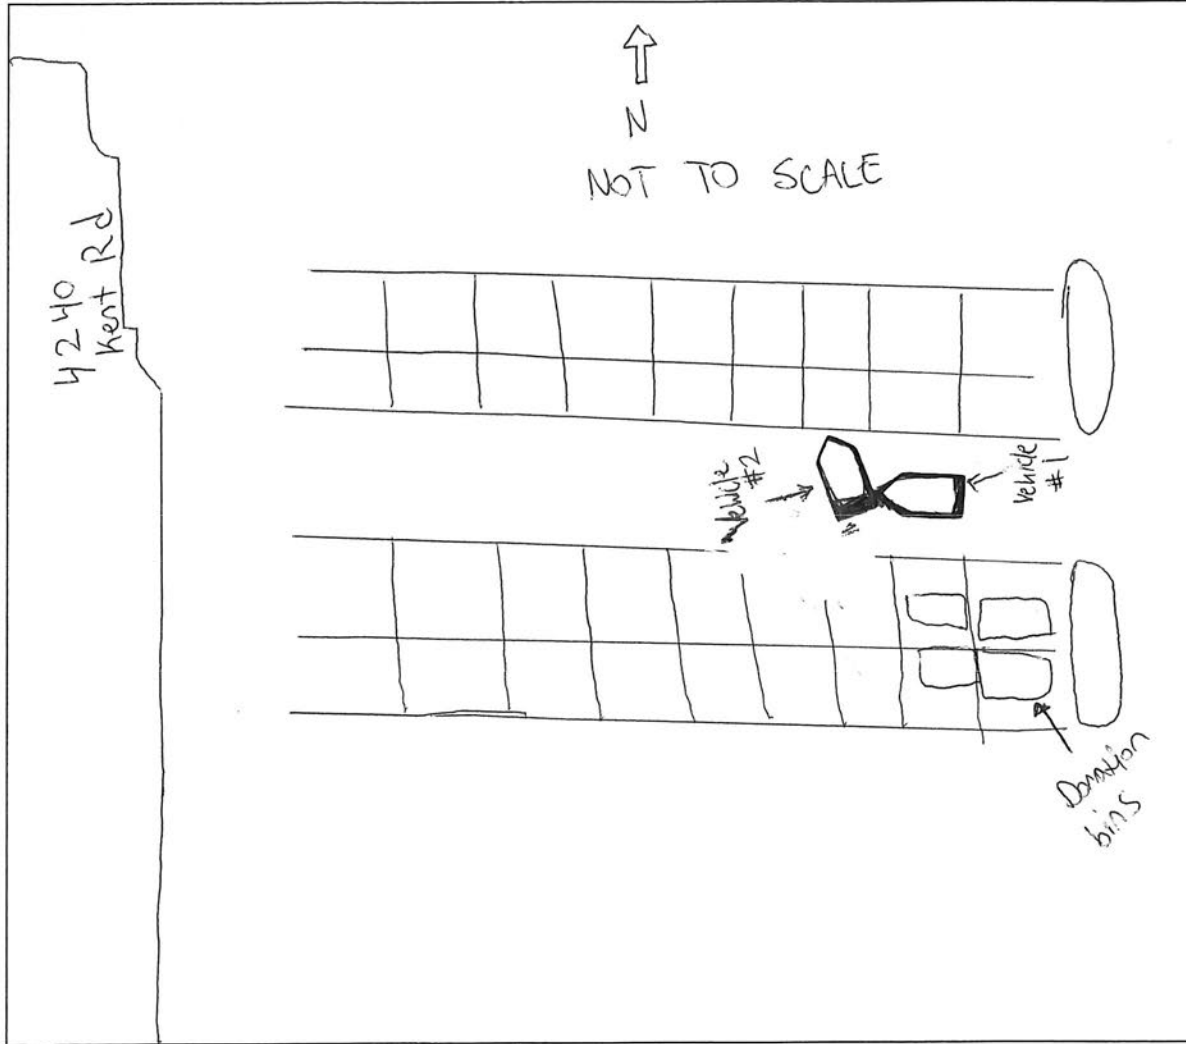 N
NOT TO SCALE
4240
Kent Rd
Vehicle
#2
Vehicle
#1
Donation
bins